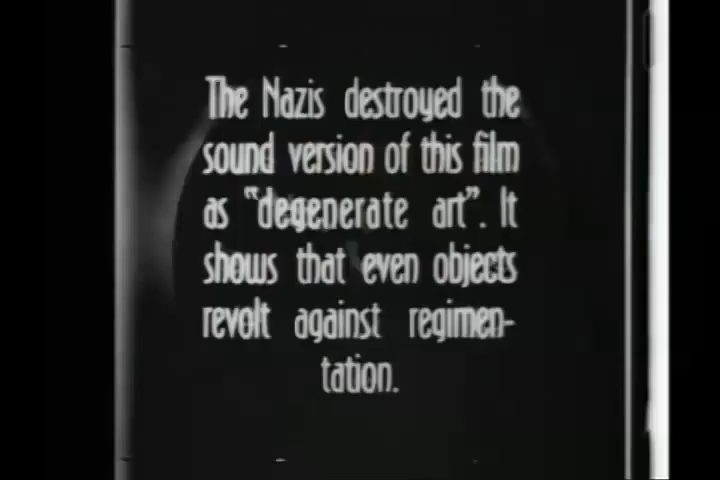 The Nazis destroyed the
sound version of this film
as "degenerate art". It
shows that even objects
revolt against regimen-
tation.